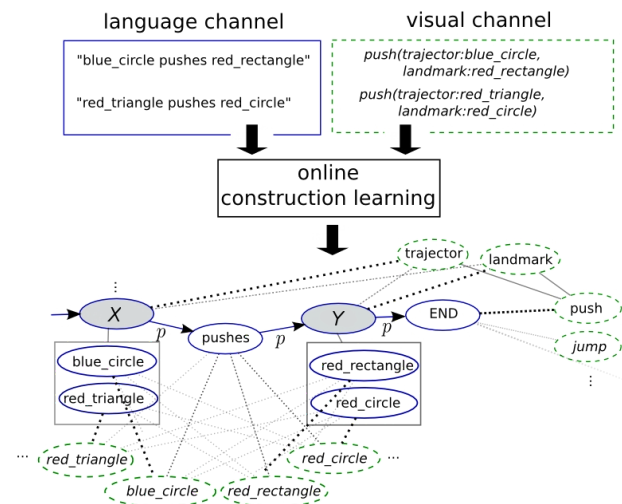 language channel
visual channel
"blue_circle pushes red_rectangle"
"red_triangle pushes red_circle"
push(trajector:blue_circle,
landmark:red_rectangle)
push(trajector:red_triangle,
landmark:red_circle)
online
construction learning
trajector
landmark
⋮
X
p
pushes
p
Y
p
END
push
jump
⋮
blue_circle
red_triangle
red_rectangle
red_circle
... red_triangle
blue_circle
red_rectangle
red_circle ...